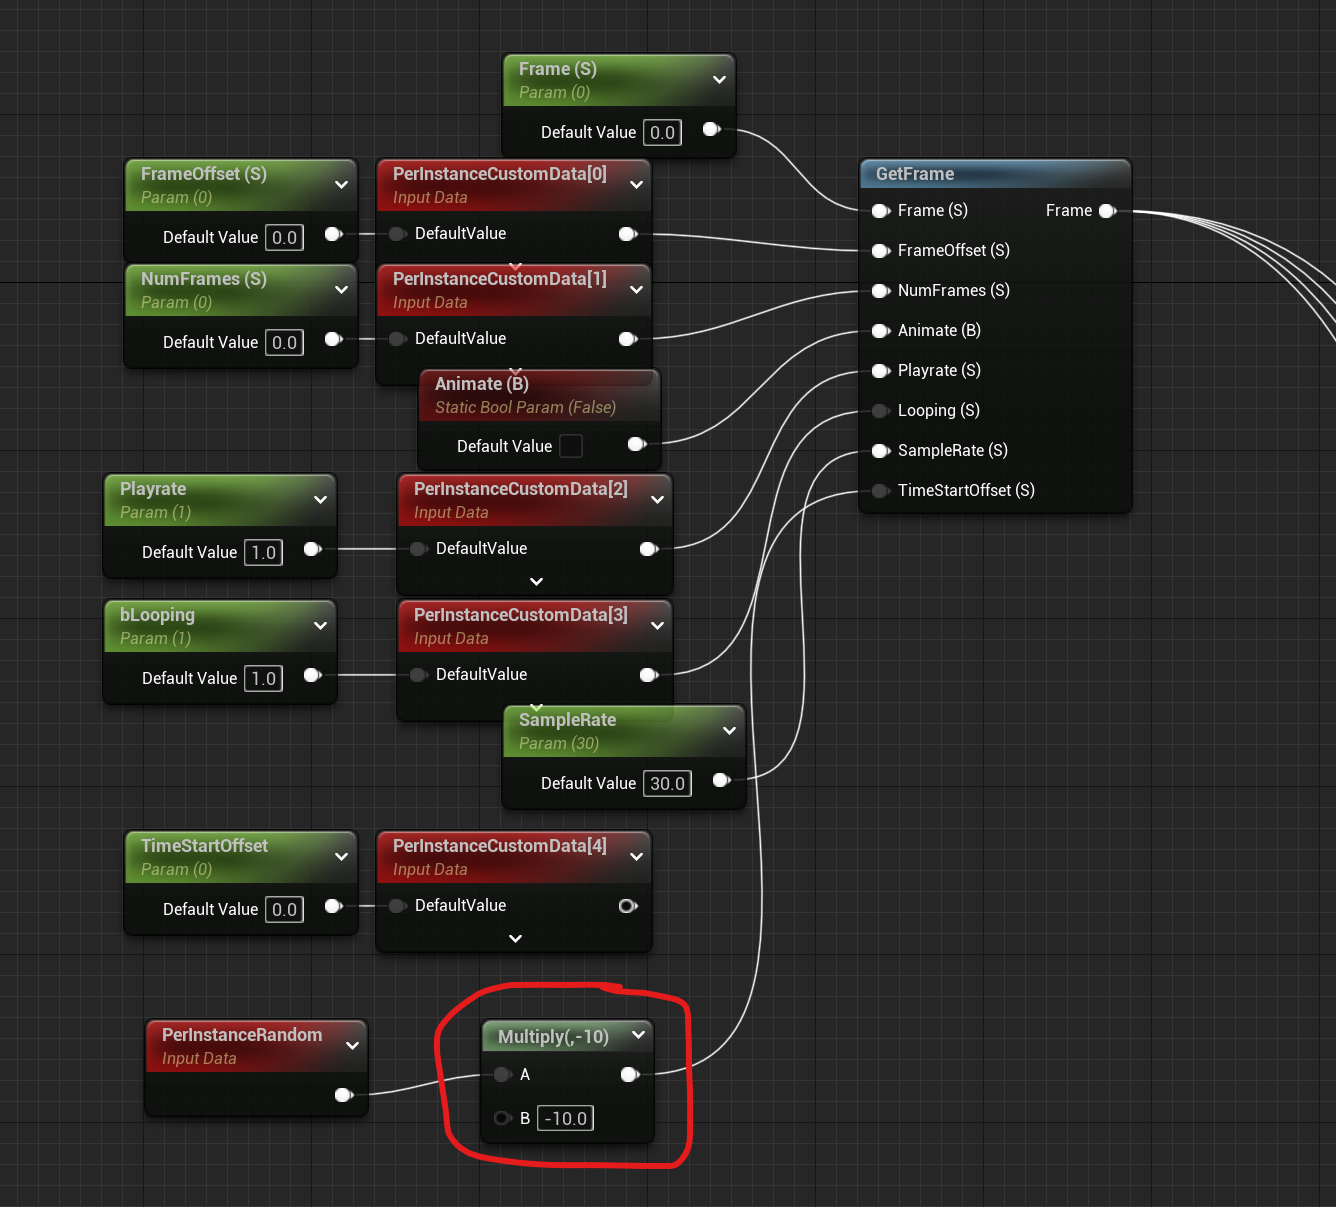 Frame (S)
Param (0)
Default Value 0.0
FrameOffset (S)
Param (0)
Default Value 0.0
PerInstanceCustomData[0]
Input Data
DefaultValue
NumFrames (S)
Param (0)
Default Value 0.0
PerInstanceCustomData[1]
Input Data
DefaultValue
Animate (B)
Static Bool Param (False)
Default Value
Playrate
Param (1)
Default Value 1.0
PerInstanceCustomData[2]
Input Data
DefaultValue
bLooping
Param (1)
Default Value 1.0
PerInstanceCustomData[3]
Input Data
DefaultValue
SampleRate
Param (30)
Default Value 30.0
TimeStartOffset
Param (0)
Default Value 0.0
PerInstanceCustomData[4]
Input Data
DefaultValue
PerInstanceRandom
Input Data
Multiply(,-10)
A
B -10.0
GetFrame
Frame (S) Frame
FrameOffset (S)
NumFrames (S)
Animate (B)
Playrate (S)
Looping (S)
SampleRate (S)
TimeStartOffset (S)